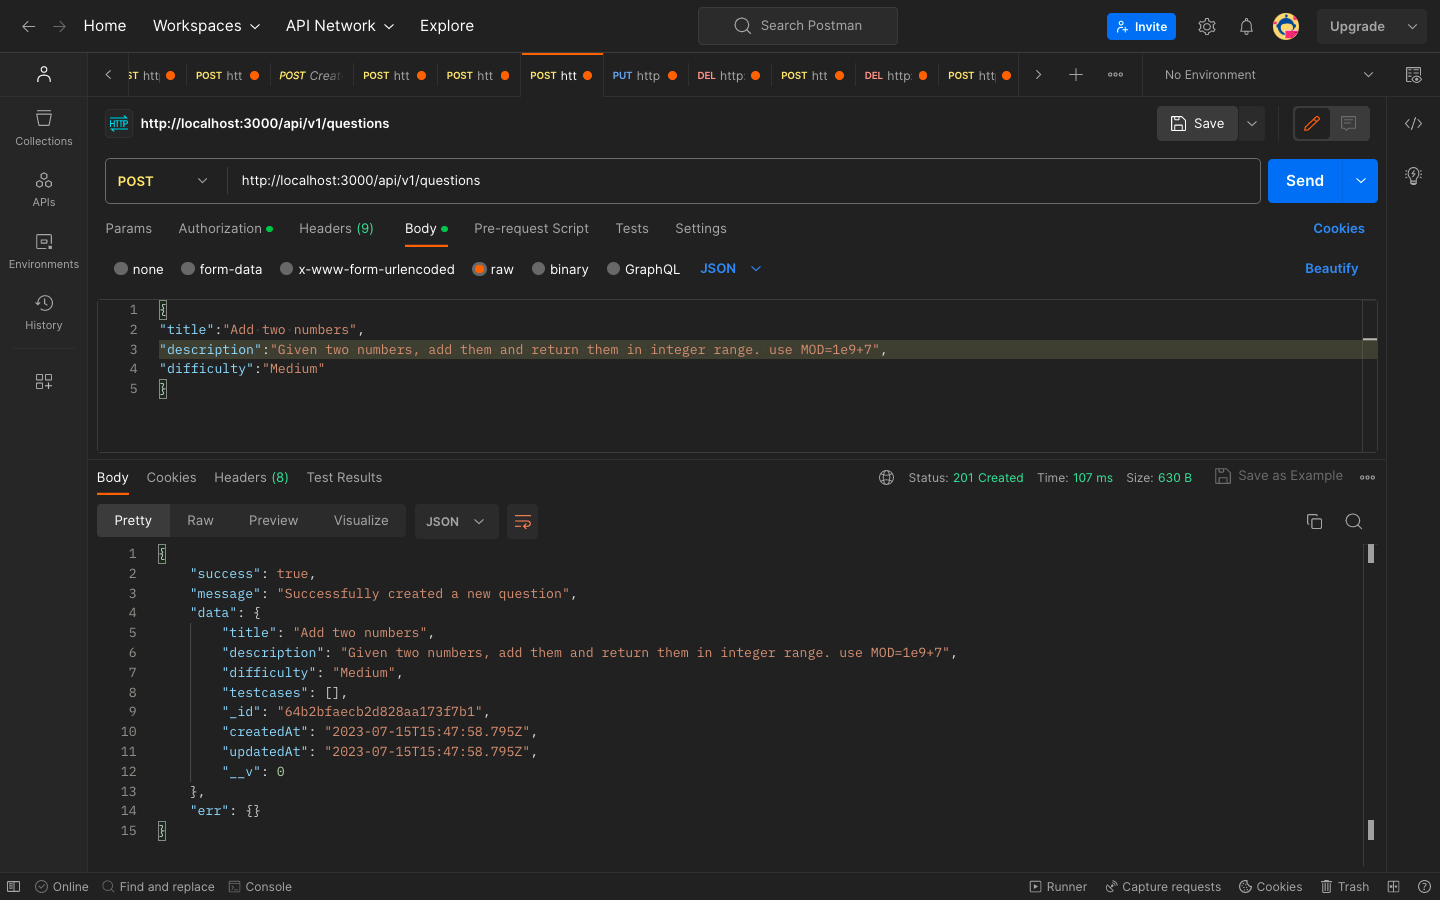 Home Workspaces API Network Explore Search Postman Invite Upgrade
ST htt POST htt POST Create POST htt POST htt POST htt PUT http DEL http: POST htt DEL http: POST htt No Environment
HTTP http://localhost:3000/api/v1/questions Save
POST http://localhost:3000/api/v1/questions Send
Params Authorization Headers (9) Body Pre-request Script Tests Settings Cookies
none form-data x-www-form-urlencoded raw binary GraphQL JSON Beautify
1 {
2 "title":"Add two numbers",
3 "description":"Given two numbers, add them and return them in integer range. use MOD=1e9+7",
4 "difficulty":"Medium"
5 }
Collections
APIs
Environments
History
Body Cookies Headers (8) Test Results Status: 201 Created Time: 107 ms Size: 630 B Save as Example
Pretty Raw Preview Visualize JSON
1 {
2 "success": true,
3 "message": "Successfully created a new question",
4 "data": {
5 "title": "Add two numbers",
6 "description": "Given two numbers, add them and return them in integer range. use MOD=1e9+7",
7 "difficulty": "Medium",
8 "testcases": [],
9 "_id": "64b2bfaecb2d828aa173f7b1",
10 "createdAt": "2023-07-15T15:47:58.795Z",
11 "updatedAt": "2023-07-15T15:47:58.795Z",
12 "__v": 0
13 },
14 "err": {}
15 }
Online Find and replace Console Runner Capture requests Cookies Trash